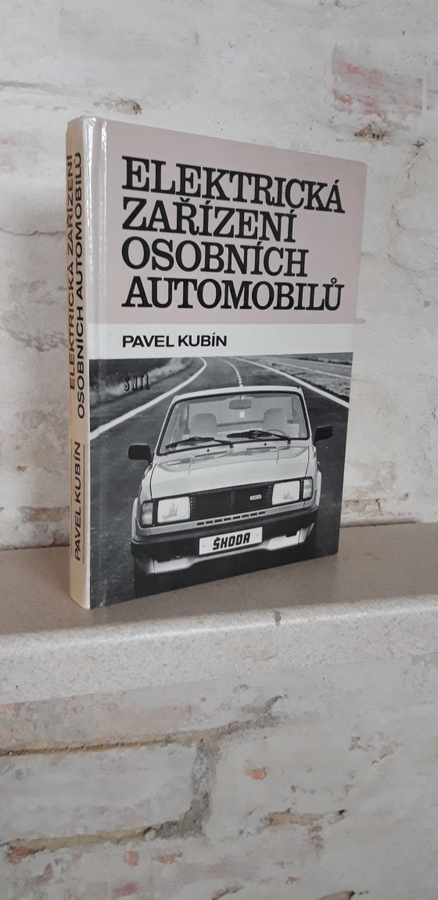 ELEKTRICKÁ
ZAŘÍZENÍ
OSOBNÍCH
AUTOMOBILŮ
PAVEL KUBÍN
ŠKODA
PAVEL KUBÍN
ELEKTRICKÁ ZAŘÍZENÍ
OSOBNÍCH AUTOMOBILŮ